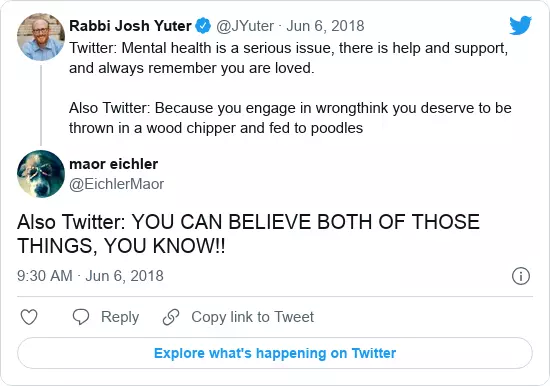 Rabbi Josh Yuter @JYuter · Jun 6, 2018
Twitter: Mental health is a serious issue, there is help and support,
and always remember you are loved.
Also Twitter: Because you engage in wrongthink you deserve to be
thrown in a wood chipper and fed to poodles
maor eichler
@EichlerMaor
Also Twitter: YOU CAN BELIEVE BOTH OF THOSE
THINGS, YOU KNOW!!
9:30 AM · Jun 6, 2018
Reply Copy link to Tweet
Explore what's happening on Twitter